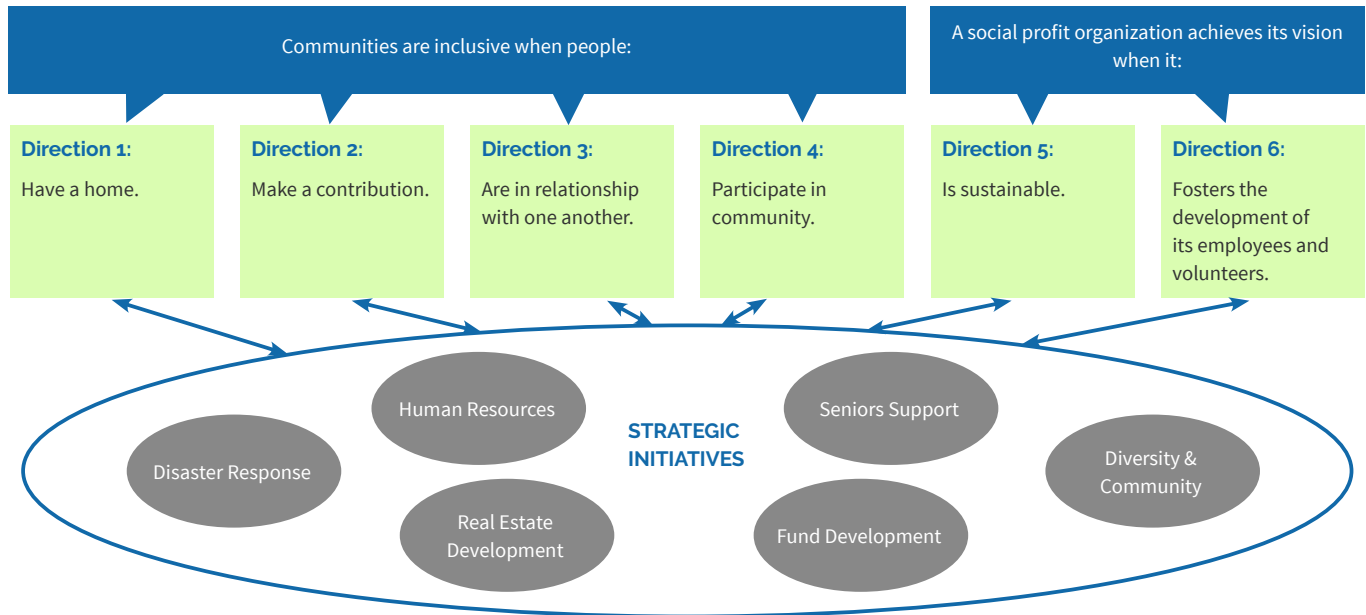 Communities are inclusive when people:
A social profit organization achieves its vision
when it:
Direction 1:
Have a home.
Direction 2:
Make a contribution.
Direction 3:
Are in relationship
with one another.
Direction 4:
Participate in
community.
Direction 5:
Is sustainable.
Direction 6:
Fosters the
development of
its employees and
volunteers.
Human Resources
Seniors Support
STRATEGIC
INITIATIVES
Disaster Response
Diversity &
Community
Real Estate
Development
Fund Development